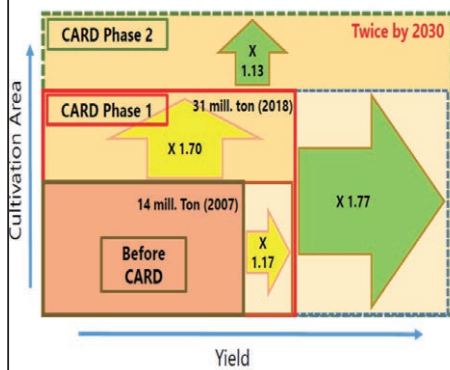 CARD Phase 2
X
1.13
Twice by 2030
CARD Phase 1
31 mill. ton (2018)
X 1.70
14 mill. Ton (2007)
Before
CARD
X
1.17
X 1.77
Cultivation Area
Yield